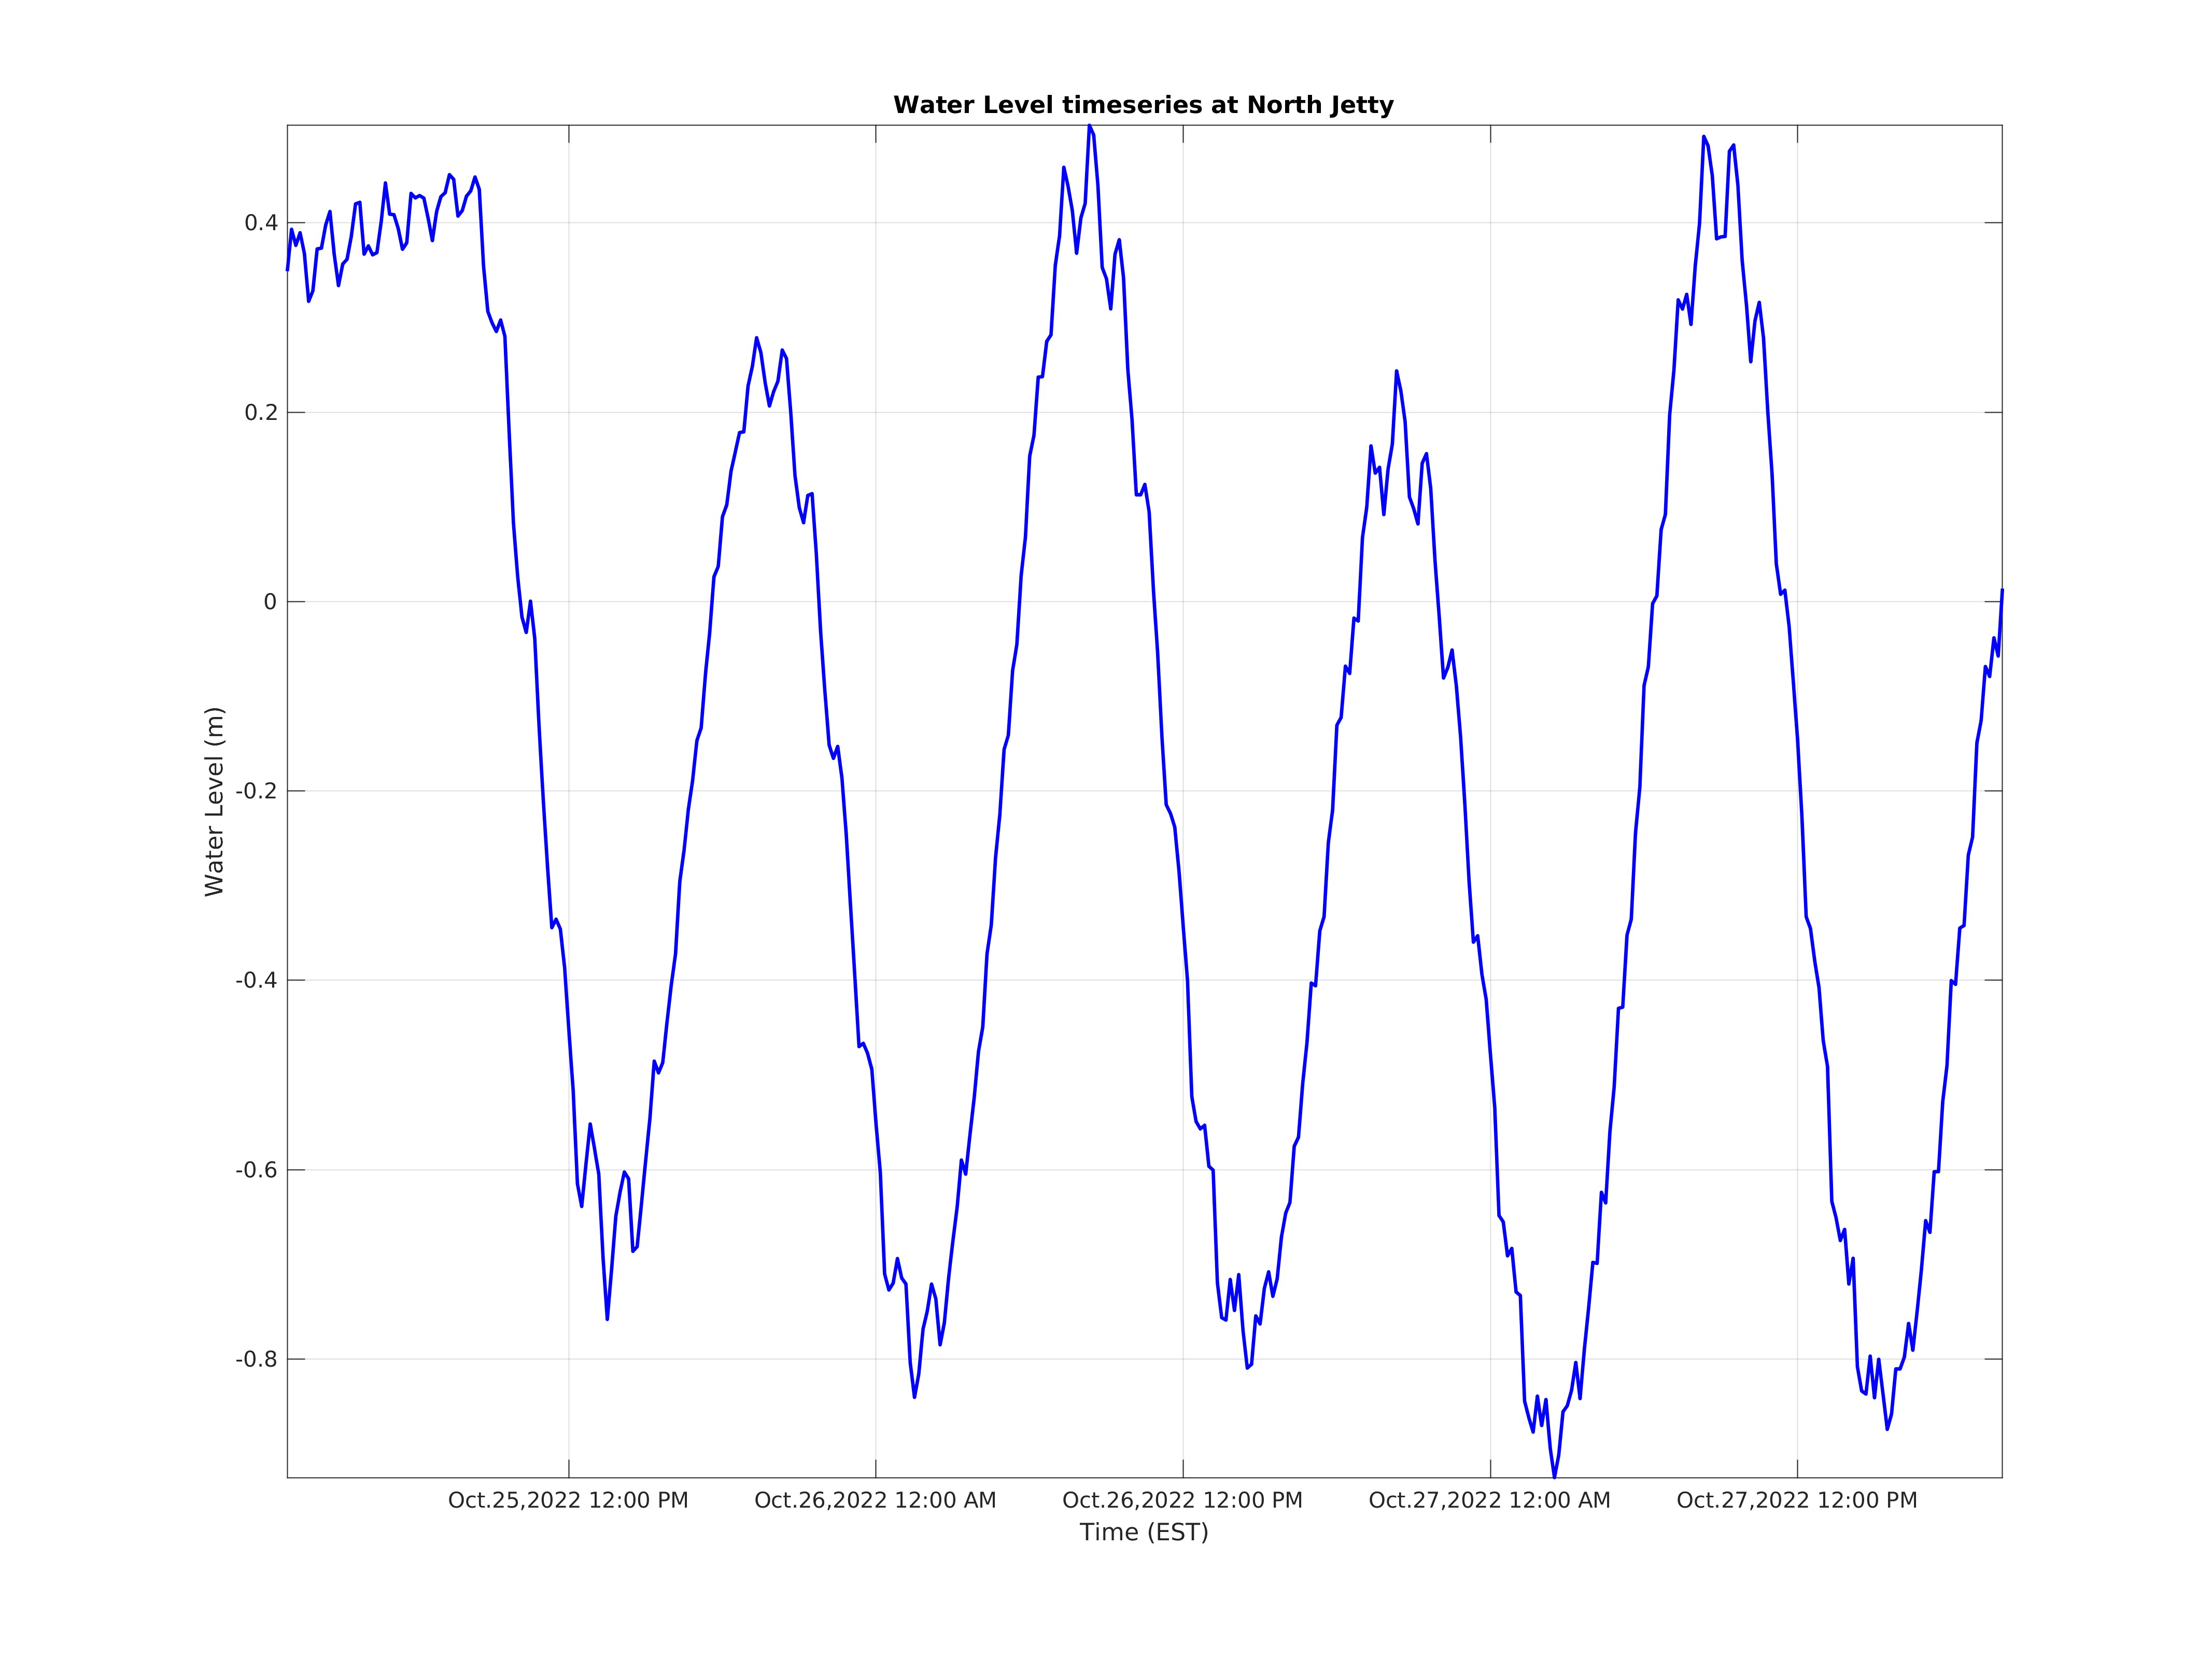 Water Level timeseries at North Jetty
0.4
0.2
0
-0.2
-0.4
-0.6
-0.8
Water Level (m)
Oct.25,2022 12:00 PM
Oct.26,2022 12:00 AM
Oct.26,2022 12:00 PM
Oct.27,2022 12:00 AM
Oct.27,2022 12:00 PM
Time (EST)